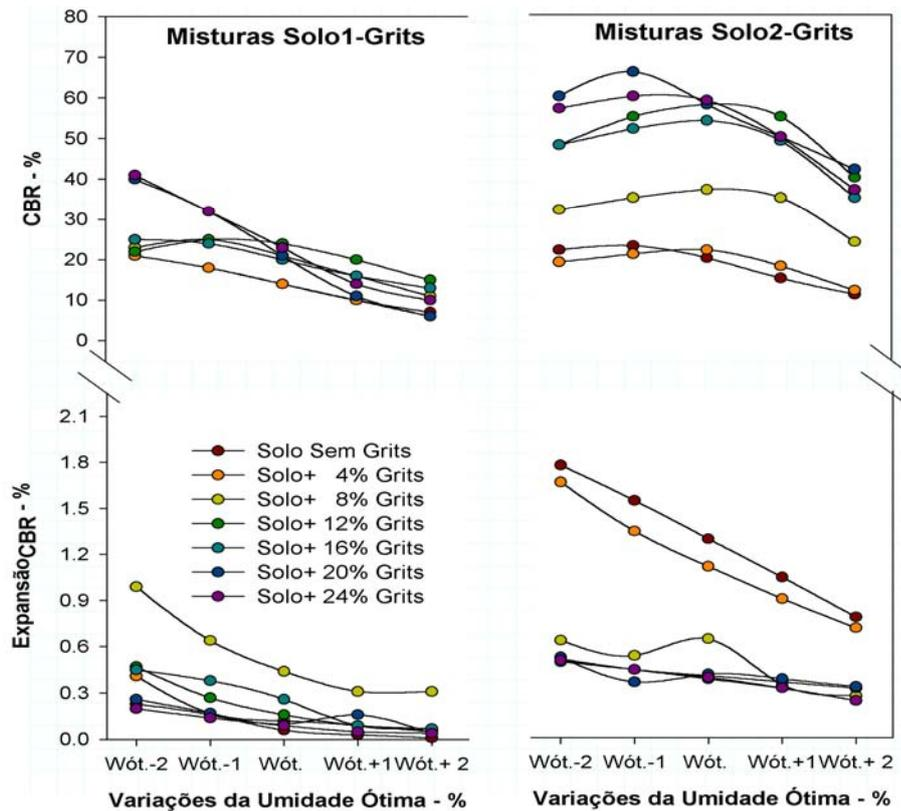 Misturas Solo1-Grits
Misturas Solo2-Grits
CBR - %
80
70
60
50
40
30
20
10
0
ExpansãoCBR - %
2.1
1.8
1.5
1.2
0.9
0.6
0.3
0.0
Solo Sem Grits
Solo+ 4% Grits
Solo+ 8% Grits
Solo+ 12% Grits
Solo+ 16% Grits
Solo+ 20% Grits
Solo+ 24% Grits
Wót.-2 Wót.-1 Wót. Wót.+1 Wót.+ 2
Wót.-2 Wót.-1 Wót. Wót.+1 Wót.+ 2
Variações da Umidade Ótima - %
Variações da Umidade Ótima - %